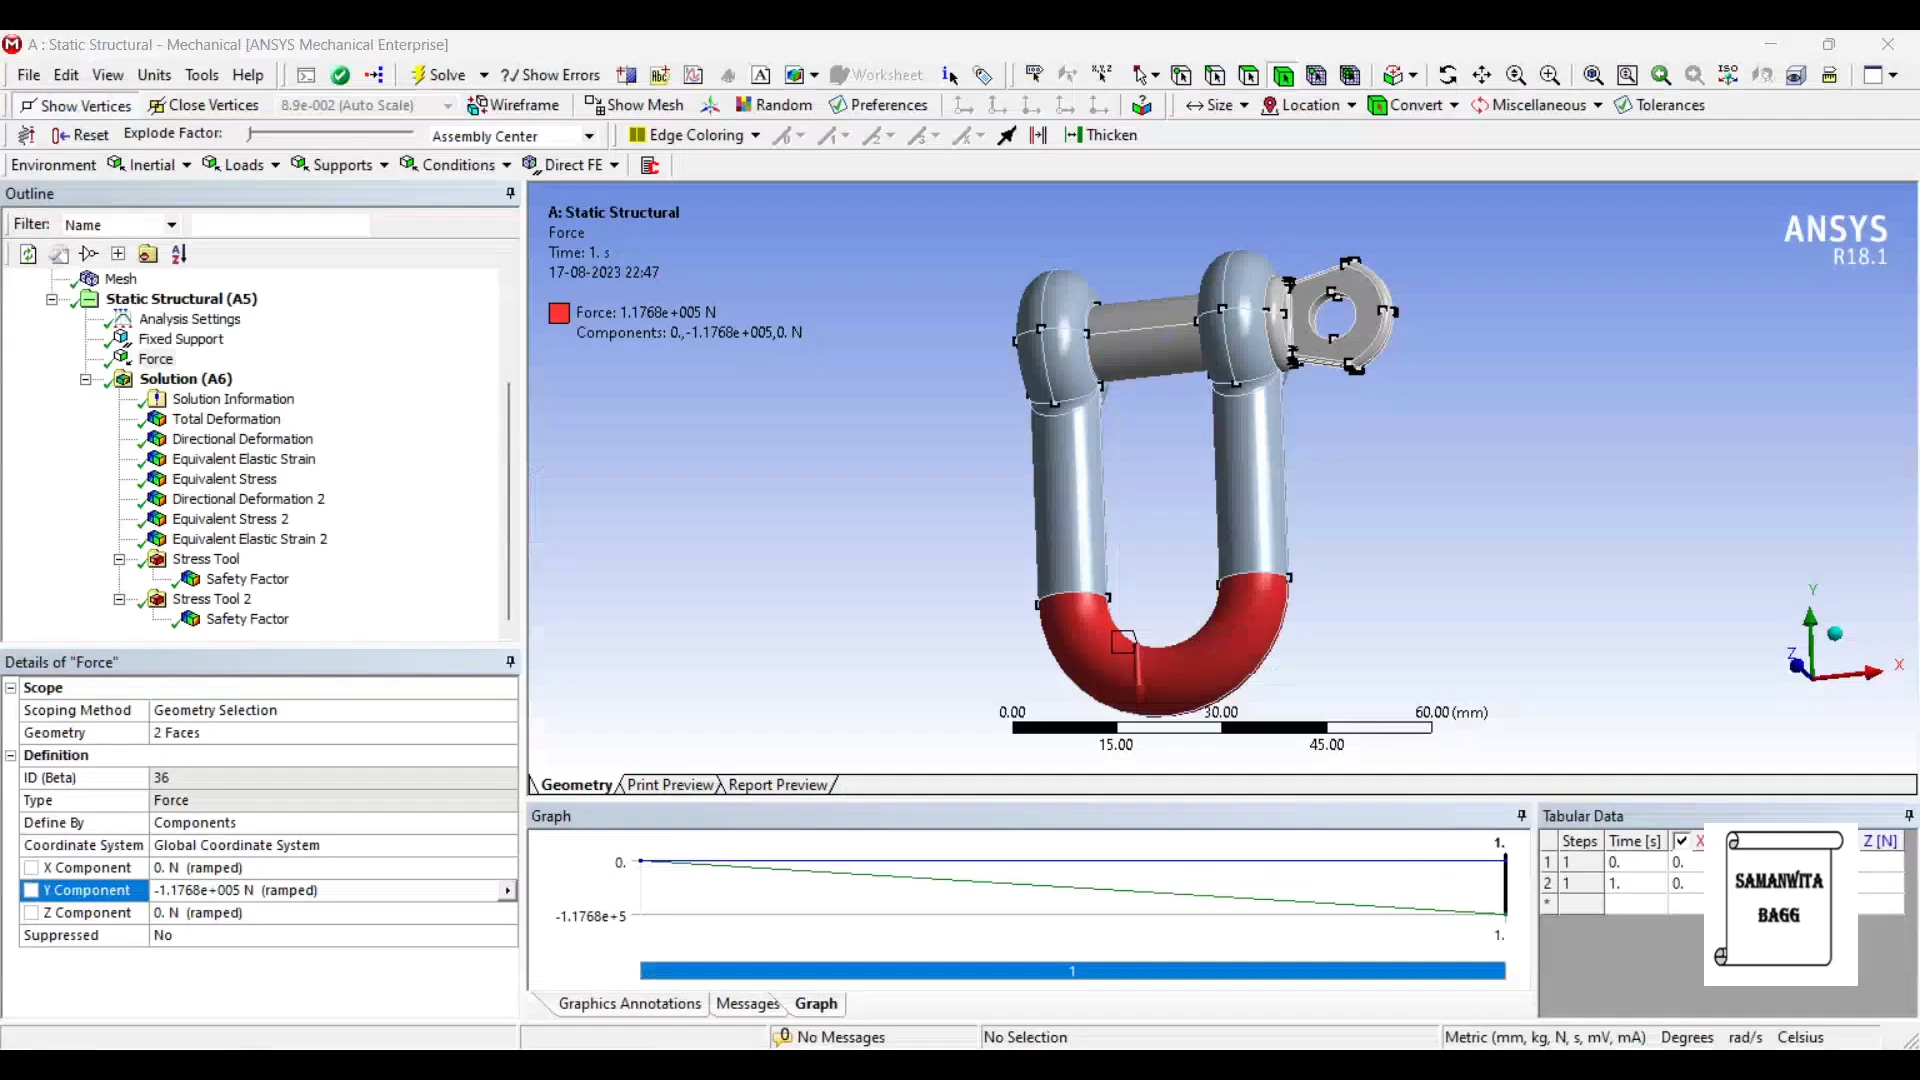 A : Static Structural - Mechanical [ANSYS Mechanical Enterprise]
File Edit View Units Tools Help Solve ?/ Show Errors Worksheet
Show Vertices Close Vertices 8.9e-002 (Auto Scale) Wireframe Show Mesh Random Preferences Size Location Convert Miscellaneous Tolerances
Reset Explode Factor: Assembly Center Edge Coloring Thicken
Environment Inertial Loads Supports Conditions Direct FE
Outline
Filter: Name
Mesh
Static Structural (A5)
Analysis Settings
Fixed Support
Force
Solution (A6)
Solution Information
Total Deformation
Directional Deformation
Equivalent Elastic Strain
Equivalent Stress
Directional Deformation 2
Equivalent Stress 2
Equivalent Elastic Strain 2
Stress Tool
Safety Factor
Stress Tool 2
Safety Factor
Details of "Force"
Scope
Scoping Method Geometry Selection
Geometry 2 Faces
Definition
ID (Beta) 36
Type Force
Define By Components
Coordinate System Global Coordinate System
X Component 0. N (ramped)
Y Component -1.1768e+005 N (ramped)
Z Component 0. N (ramped)
Suppressed No
A: Static Structural
Force
Time: 1. s
17-08-2023 22:47
Force: 1.1768e+005 N
Components: 0.,-1.1768e+005,0. N
ANSYS
R18.1
Y
Z
X
0.00 30.00 60.00 (mm)
15.00 45.00
Geometry Print Preview Report Preview
Graph
1.
0.
-1.1768e+5
1.
1
Graphics Annotations Messages Graph
Tabular Data
Steps Time [s] X Z [N]
1 1 0. 0.
2 1 1. 0.
*
SAMANWITA
BAGG
No Messages No Selection Metric (mm, kg, N, s, mV, mA) Degrees rad/s Celsius